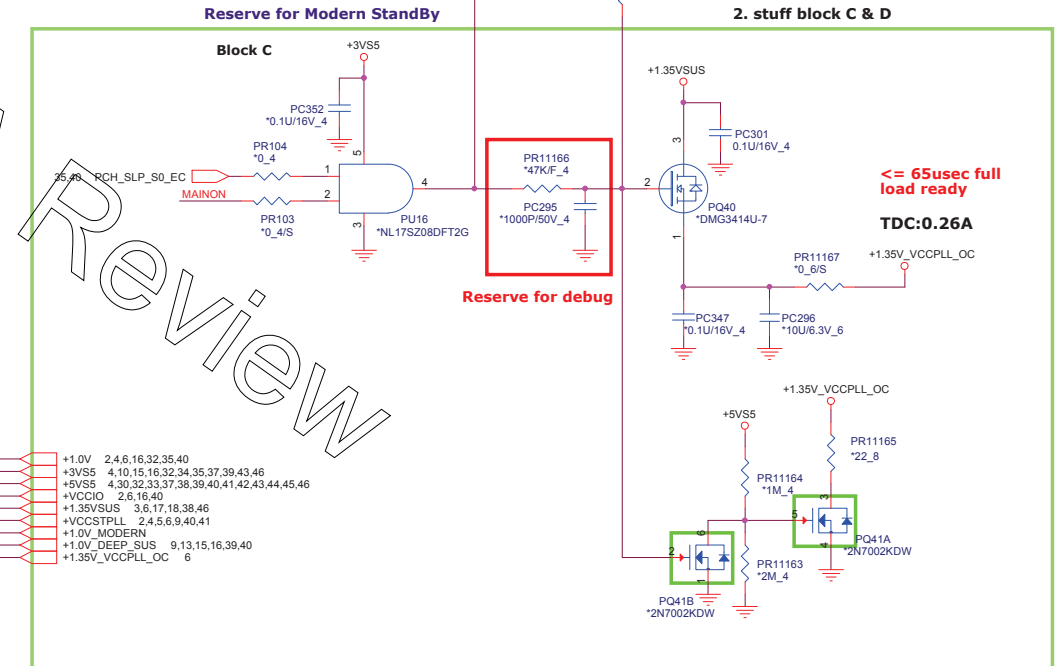 Reserve for Modern StandBy
2. stuff block C & D
Block C
+3VS5
PC352
*0.1U/16V_4
PR104
*0_4
35,40 PCH_SLP_S0_EC
MAINON
PR103
*0_4/S
5
1
2
4
3
PU16
*NL17SZ08DFT2G
PR11166
*47K/F_4
PC295
*1000P/50V_4
Reserve for debug
+1.35VSUS
PC301
0.1U/16V_4
3
2
1
PQ40
*DMG3414U-7
<= 65usec full
load ready
TDC:0.26A
+1.35V_VCCPLL_OC
PR11167
*0_6/S
PC347
*0.1U/16V_4
PC296
*10U/6.3V_6
Review
+1.35V_VCCPLL_OC
+5VS5
PR11165
*22_8
PR11164
*1M_4
3
5
4
PQ41A
*2N7002KDW
6
2
1
PR11163
*2M_4
PQ41B
*2N7002KDW
+1.0V 2,4,6,16,32,35,40
+3VS5 4,10,15,16,32,34,35,37,39,43,46
+5VS5 4,30,32,33,37,38,39,40,41,42,43,44,45,46
+VCCIO 2,6,16,40
+1.35VSUS 3,6,17,18,38,46
+VCCSTPLL 2,4,5,6,9,40,41
+1.0V_MODERN
+1.0V_DEEP_SUS 9,13,15,16,39,40
+1.35V_VCCPLL_OC 6